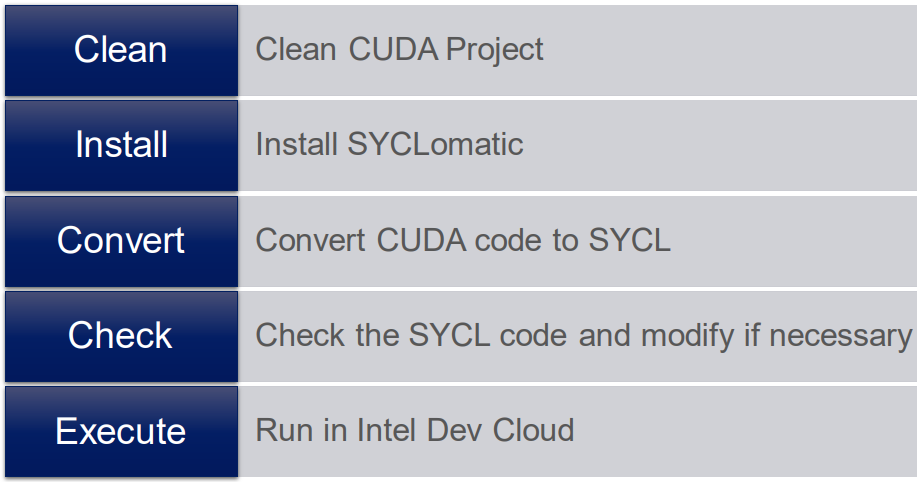 Clean
Clean CUDA Project
Install
Install SYCLomatic
Convert
Convert CUDA code to SYCL
Check
Check the SYCL code and modify if necessary
Execute
Run in Intel Dev Cloud